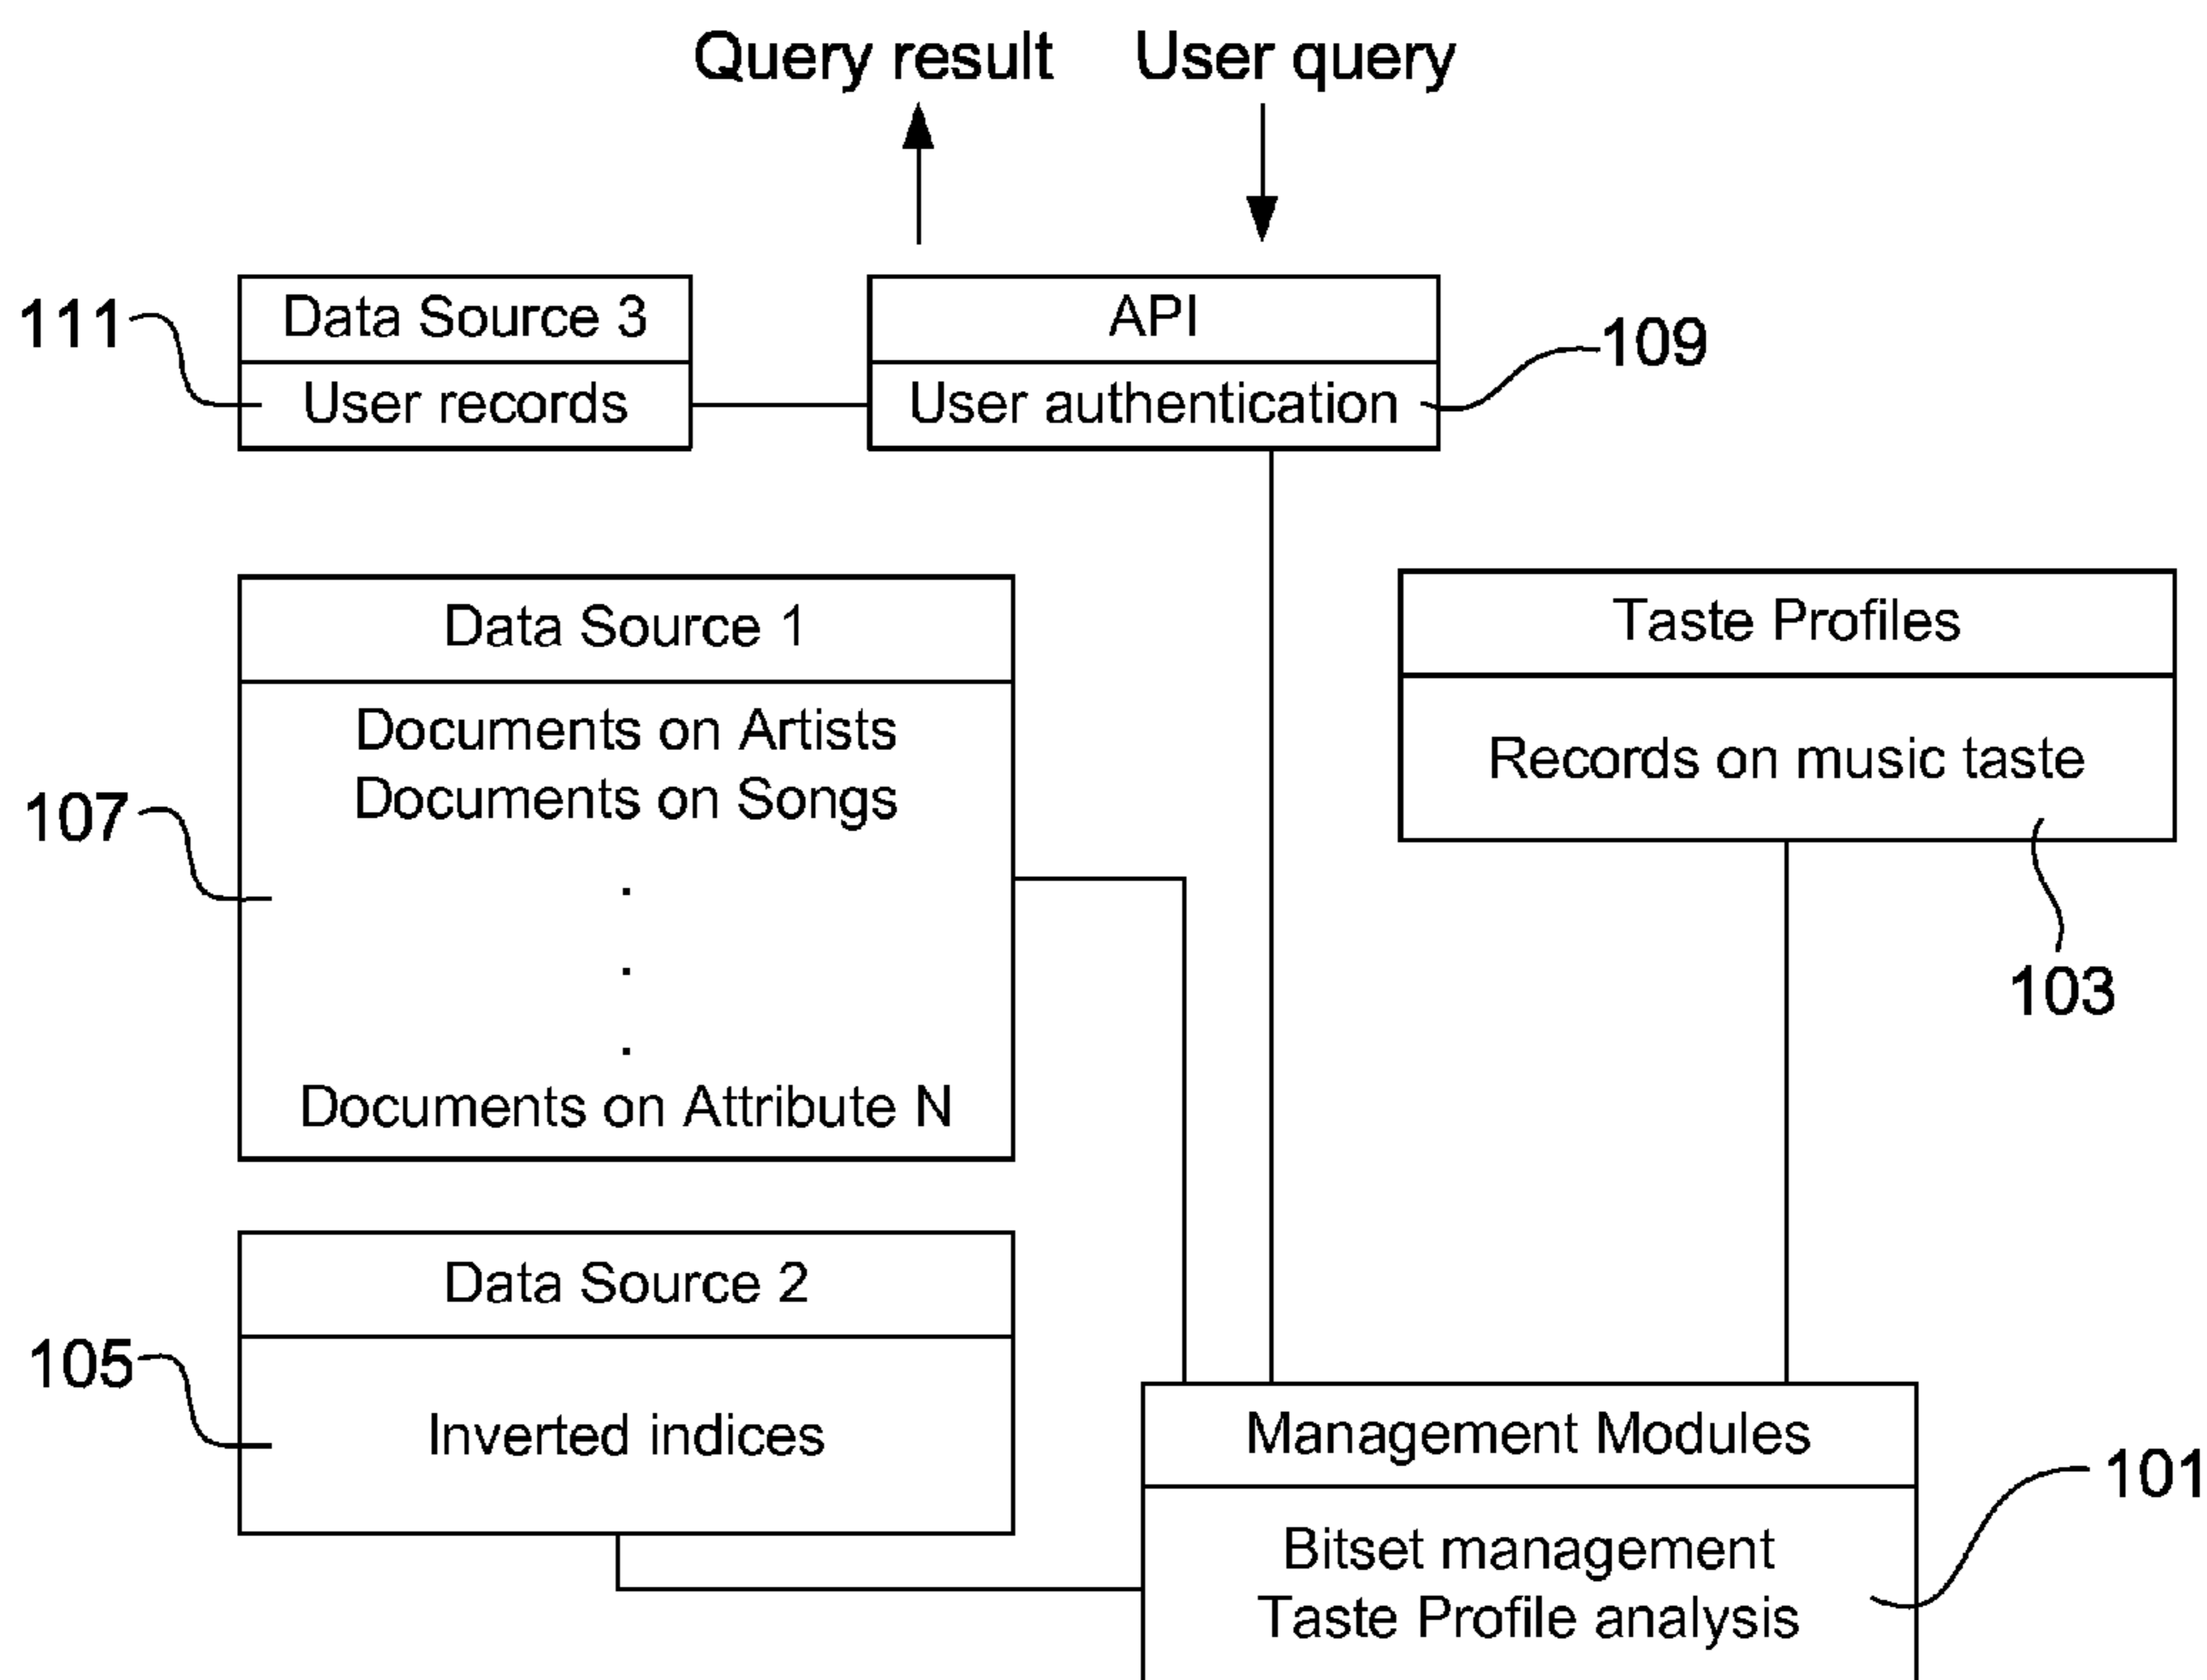 Query result
User query
111
Data Source 3
User records
API
User authentication
109
107
Data Source 1
Documents on Artists
Documents on Songs
.
.
.
Documents on Attribute N
Taste Profiles
Records on music taste
103
105
Data Source 2
Inverted indices
Management Modules
Bitset management
Taste Profile analysis
101